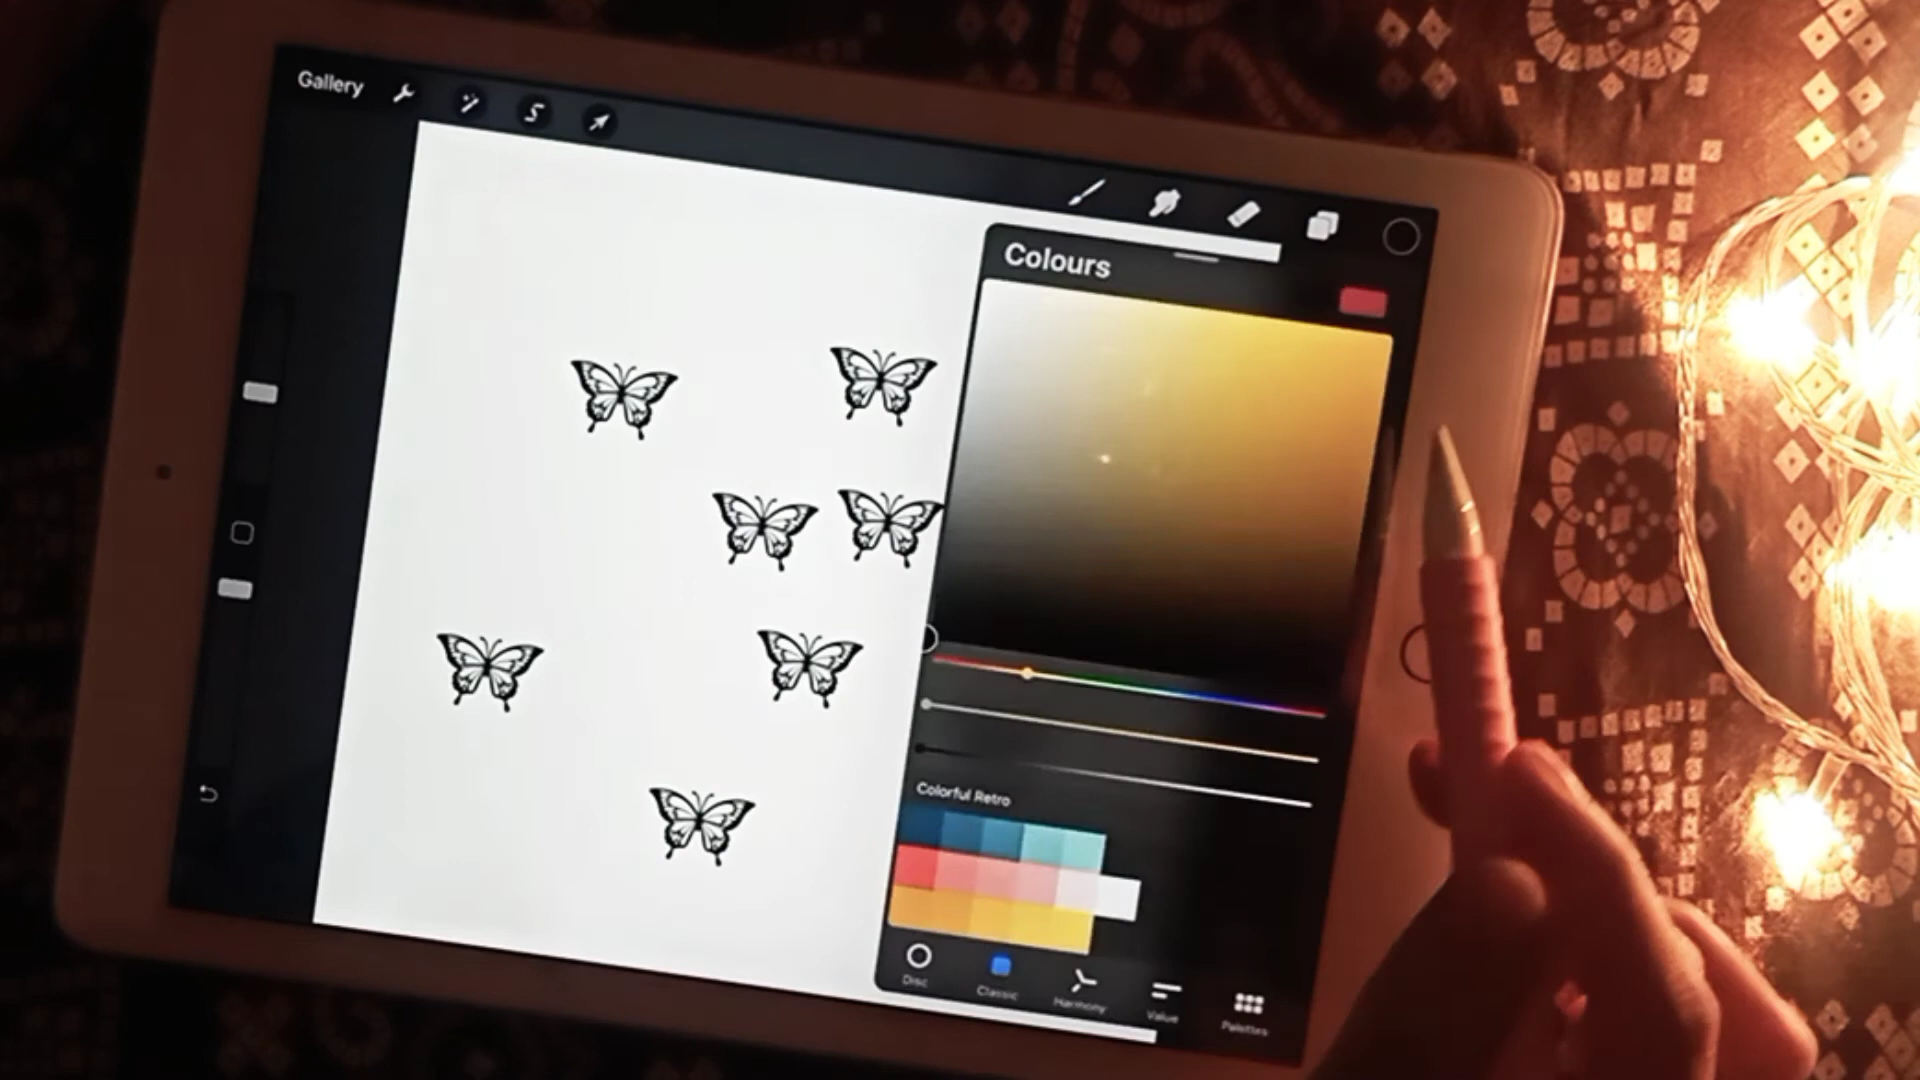 Gallery
Colours
Colorful Retro
Disc
Classic
Harmony
Value
Palettes